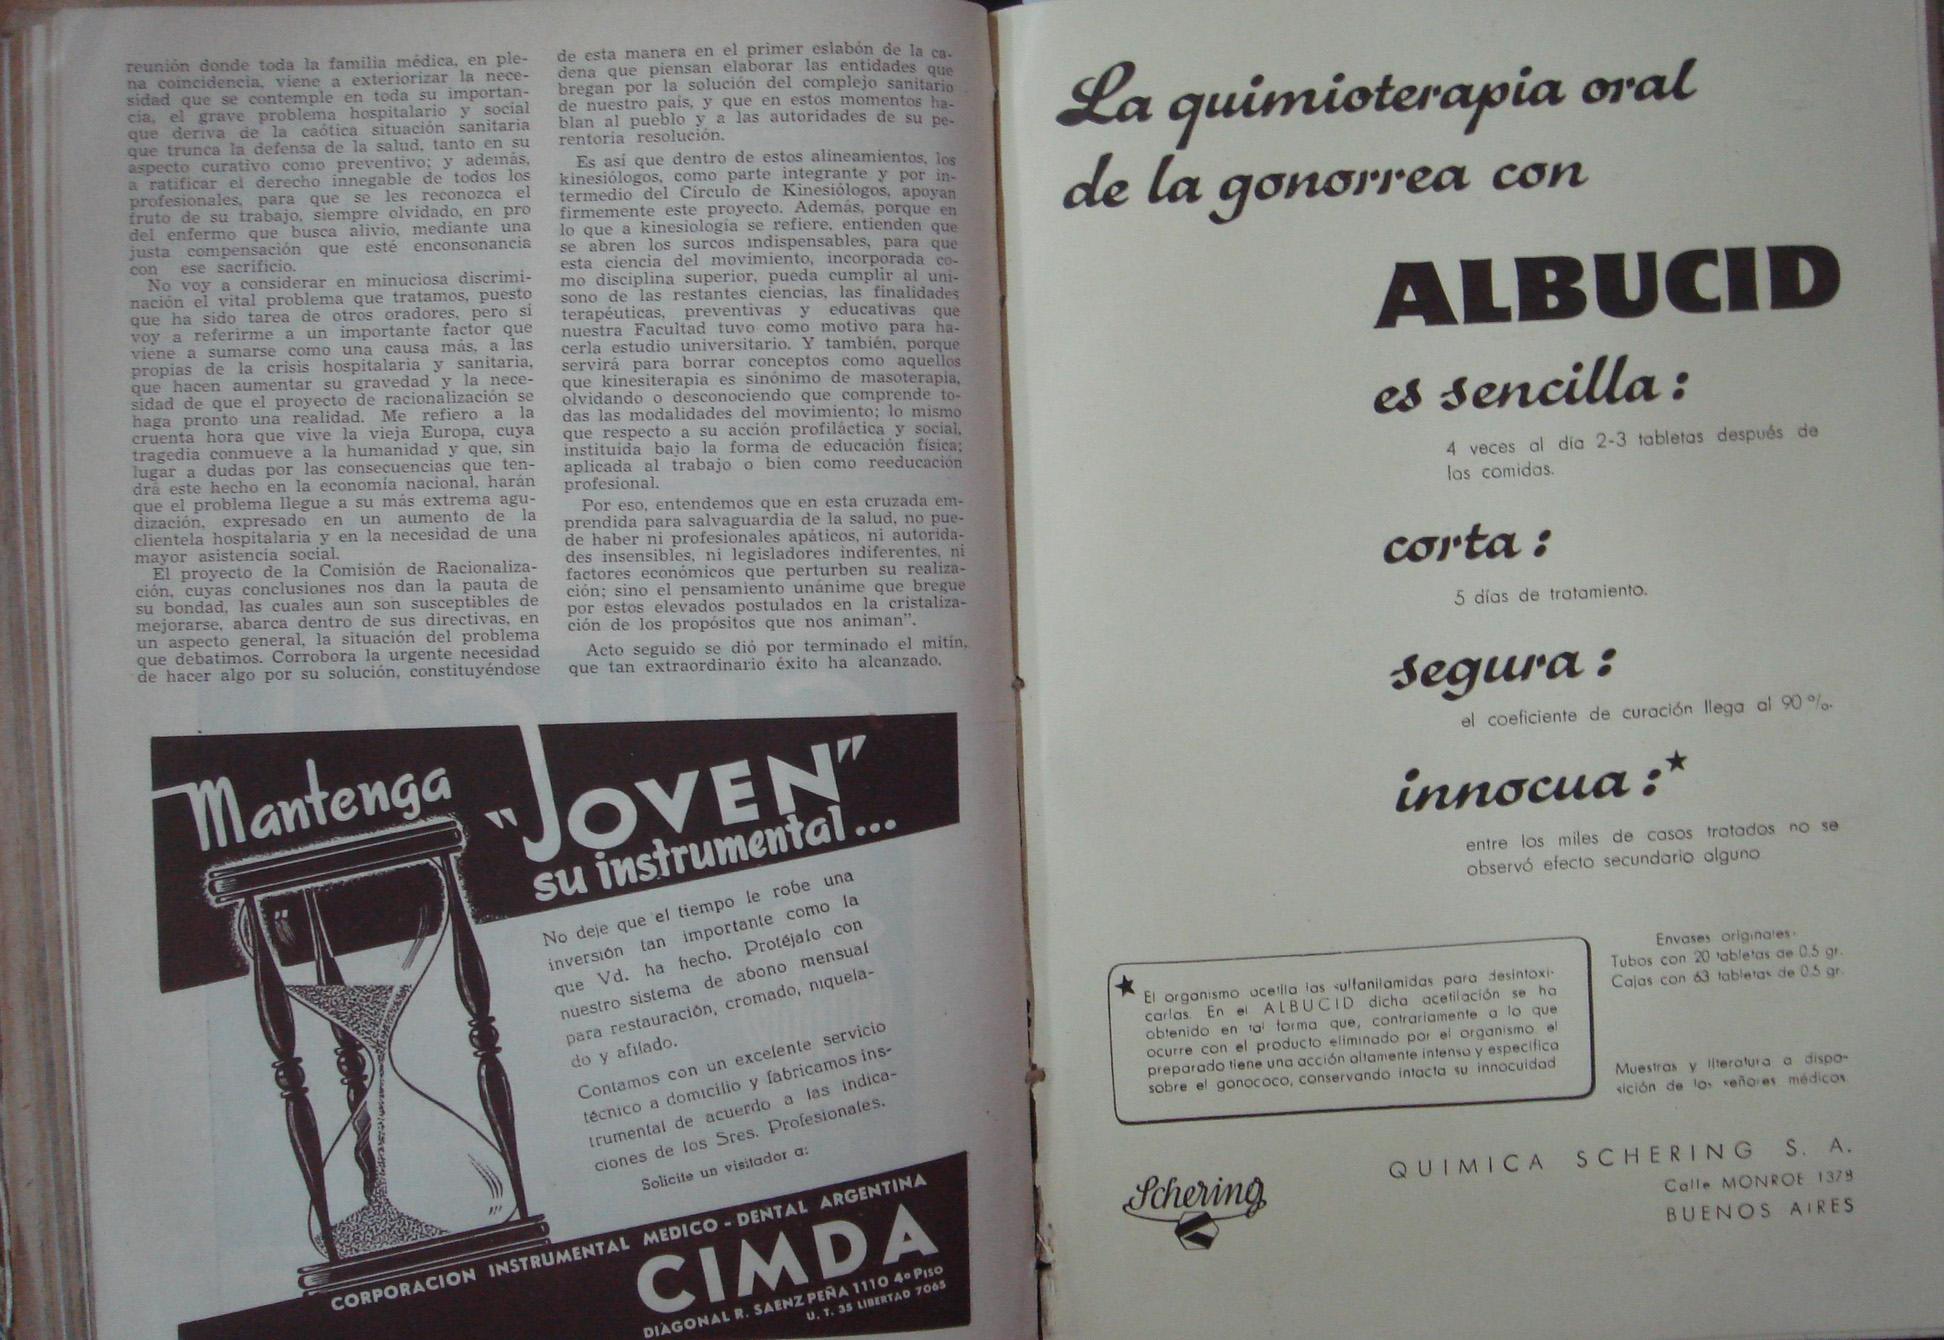 reunión donde toda la familia médica, en ple-
na coincidencia, viene a exteriorizar la nece-
sidad que se contemple en toda su importan-
cia, el grave problema hospitalario y social
que deriva de la caótica situación sanitaria
que trunca la defensa de la salud, tanto en su
aspecto curativo como preventivo; y además,
a ratificar el derecho innegable de todos los
profesionales, para que se les reconozca el
fruto de su trabajo, siempre olvidado, en pro
del enfermo que busca alivio, mediante una
justa compensación que esté enconsonancia
con ese sacrificio.
No voy a considerar en minuciosa discrimi-
nación el vital problema que tratamos, puesto
que ha sido tarea de otros oradores, pero sí
voy a referirme a un importante factor que
viene a sumarse como una causa más, a las
propias de la crisis hospitalaria y sanitaria,
que hacen aumentar su gravedad y la nece-
sidad de que el proyecto de racionalización se
haga pronto una realidad. Me refiero a la
cruenta hora que vive la vieja Europa, cuya
tragedia conmueve a la humanidad y que, sin
lugar a dudas por las consecuencias que ten-
drá este hecho en la economía nacional, harán
que el problema llegue a su más extrema agu-
dización, expresado en un aumento de la
clientela hospitalaria y en la necesidad de una
mayor asistencia social.
El proyecto de la Comisión de Racionaliza-
ción, cuyas conclusiones nos dan la pauta de
su bondad, las cuales aun son susceptibles de
mejorarse, abarca dentro de sus directivas, en
un aspecto general, la situación del problema
que debatimos. Corrobora la urgente necesidad
de hacer algo por su solución, constituyéndose
de esta manera en el primer eslabón de la ca-
dena que piensan elaborar las entidades que
bregan por la solución del complejo sanitario
de nuestro país, y que en estos momentos ha-
blan al pueblo y a las autoridades de su pe-
rentoria resolución.
Es así que dentro de estos alineamientos, los
kinesiólogos, como parte integrante y por in-
termedio del Círculo de Kinesiólogos, apoyan
firmemente este proyecto. Además, porque en
lo que a kinesiología se refiere, entienden que
se abren los surcos indispensables, para que
esta ciencia del movimiento, incorporada co-
mo disciplina superior, pueda cumplir al uní-
sono de las restantes ciencias, las finalidades
terapéuticas, preventivas y educativas que
nuestra Facultad tuvo como motivo para ha-
cerla estudio universitario. Y también, porque
servirá para borrar conceptos como aquellos
que kinesiterapia es sinónimo de masoterapia,
olvidando o desconociendo que comprende to-
das las modalidades del movimiento; lo mismo
que respecto a su acción profiláctica y social,
instituida bajo la forma de educación física;
aplicada al trabajo o bien como reeducación
profesional.
Por eso, entendemos que en esta cruzada em-
prendida para salvaguardia de la salud, no pue-
de haber ni profesionales apáticos, ni autorida-
des insensibles, ni legisladores indiferentes, ni
factores económicos que perturben su realiza-
ción; sino el pensamiento unánime que bregue
por estos elevados postulados en la cristaliza-
ción de los propósitos que nos animan".
Acto seguido se dió por terminado el mitín,
que tan extraordinario éxito ha alcanzado.
Mantenga "JOVEN"
su instrumental...
No deje que el tiempo le robe una
inversión tan importante como la
que Vd. ha hecho. Protéjalo con
nuestro sistema de abono mensual
para restauración, cromado, niquela-
do y afilado.
Contamos con un excelente servicio
técnico a domicilio y fabricamos ins-
trumental de acuerdo a las indica-
ciones de los Sres. Profesionales.
Solicite un visitador a:
CORPORACION INSTRUMENTAL MEDICO - DENTAL ARGENTINA
CIMDA
DIAGONAL R. SAENZ PEÑA 1110 4º PISO
U. T. 35 LIBERTAD 7065
La quimioterapia oral
de la gonorrea con
ALBUCID
es sencilla:
4 veces al día 2-3 tabletas después de
las comidas.
corta:
5 días de tratamiento.
segura:
el coeficiente de curación llega al 90%.
innocua:★
entre los miles de casos tratados no se
observó efecto secundario alguno
★ El organismo acetila las sulfanilamidas para desintoxi-
carlas. En el ALBUCID dicha acetilación se ha
obtenido en tal forma que, contrariamente a lo que
ocurre con el producto eliminado por el organismo, el
preparado tiene una acción altamente intensa y específica
sobre el gonococo, conservando intacta su innocuidad
Envases originales:
Tubos con 20 tabletas de 0.5 gr.
Cajas con 63 tabletas de 0.5 gr.
Muestras y literatura a dispo-
sición de los señores médicos
Schering
QUIMICA SCHERING S. A.
Calle MONROE 1378
BUENOS AIRES